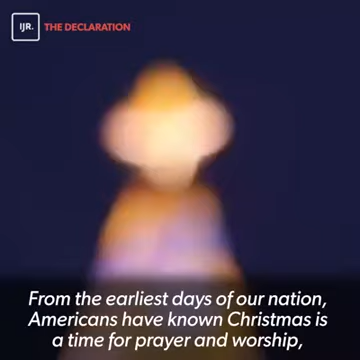 IJR. THE DECLARATION
From the earliest days of our nation,
Americans have known Christmas is
a time for prayer and worship,